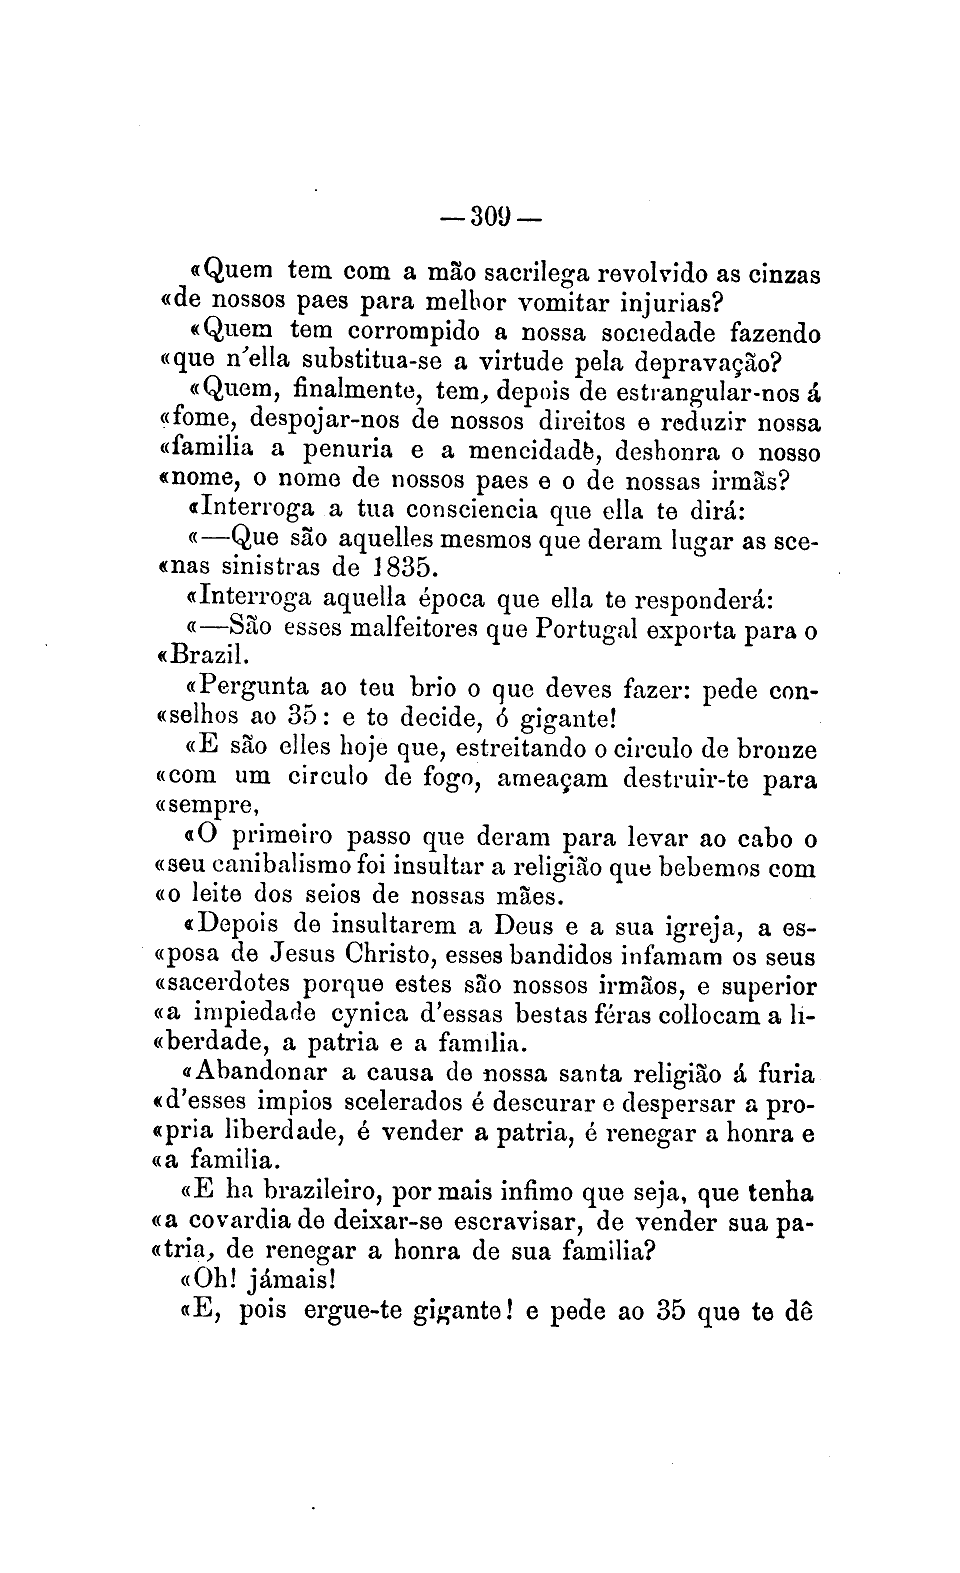 —309—
«Quem tem com a mão sacrilega revolvido as cinzas
«de nossos paes para melhor vomitar injurias?
«Quem tem corrompido a nossa sociedade fazendo
«que n'ella substitua-se a virtude pela depravação?
«Quem, finalmente, tem, depois de estrangular-nos á
«fome, despojar-nos de nossos direitos e reduzir nossa
«familia a penuria e a mencidade, deshonra o nosso
«nome, o nome de nossos paes e o de nossas irmãs?
«Interroga a tua consciencia que ella te dirá:
«—Que são aquelles mesmos que deram lugar as sce-
«nas sinistras de 1835.
«Interroga aquella época que ella te responderá:
«—São esses malfeitores que Portugal exporta para o
«Brazil.
«Pergunta ao teu brio o que deves fazer: pede con-
«selhos ao 35: e te decide, ó gigante!
«E são elles hoje que, estreitando o circulo de bronze
«com um circulo de fogo, ameaçam destruir-te para
«sempre,
«O primeiro passo que deram para levar ao cabo o
«seu canibalismo foi insultar a religião que bebemos com
«o leite dos seios de nossas mães.
«Depois de insultarem a Deus e a sua igreja, a es-
«posa de Jesus Christo, esses bandidos infamam os seus
«sacerdotes porque estes são nossos irmãos, e superior
«a impiedade cynica d'essas bestas féras collocam a li-
«berdade, a patria e a familia.
«Abandonar a causa de nossa santa religião á furia
«d'esses impios scelerados é descurar e despersar a pro-
«pria liberdade, é vender a patria, é renegar a honra e
«a familia.
«E ha brazileiro, por mais infimo que seja, que tenha
«a covardia de deixar-se escravisar, de vender sua pa-
«tria, de renegar a honra de sua familia?
«Oh! jámais!
«E, pois ergue-te gigante! e pede ao 35 que te dê